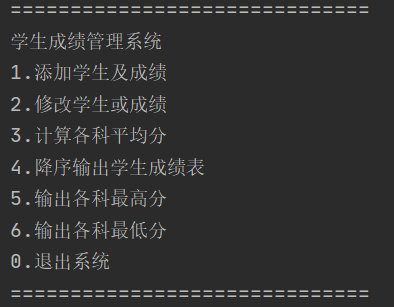 ==============================
学生成绩管理系统
1.添加学生及成绩
2.修改学生或成绩
3.计算各科平均分
4.降序输出学生成绩表
5.输出各科最高分
6.输出各科最低分
0.退出系统
==============================